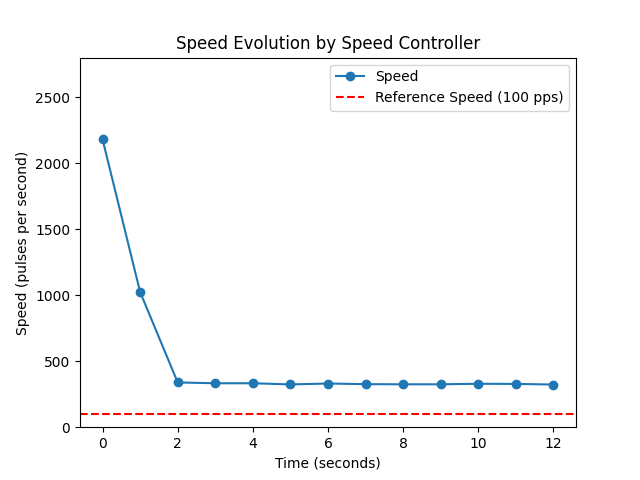 Speed Evolution by Speed Controller
Speed
Reference Speed (100 pps)
Speed (pulses per second)
2500
2000
1500
1000
500
0
0 2 4 6 8 10 12
Time (seconds)